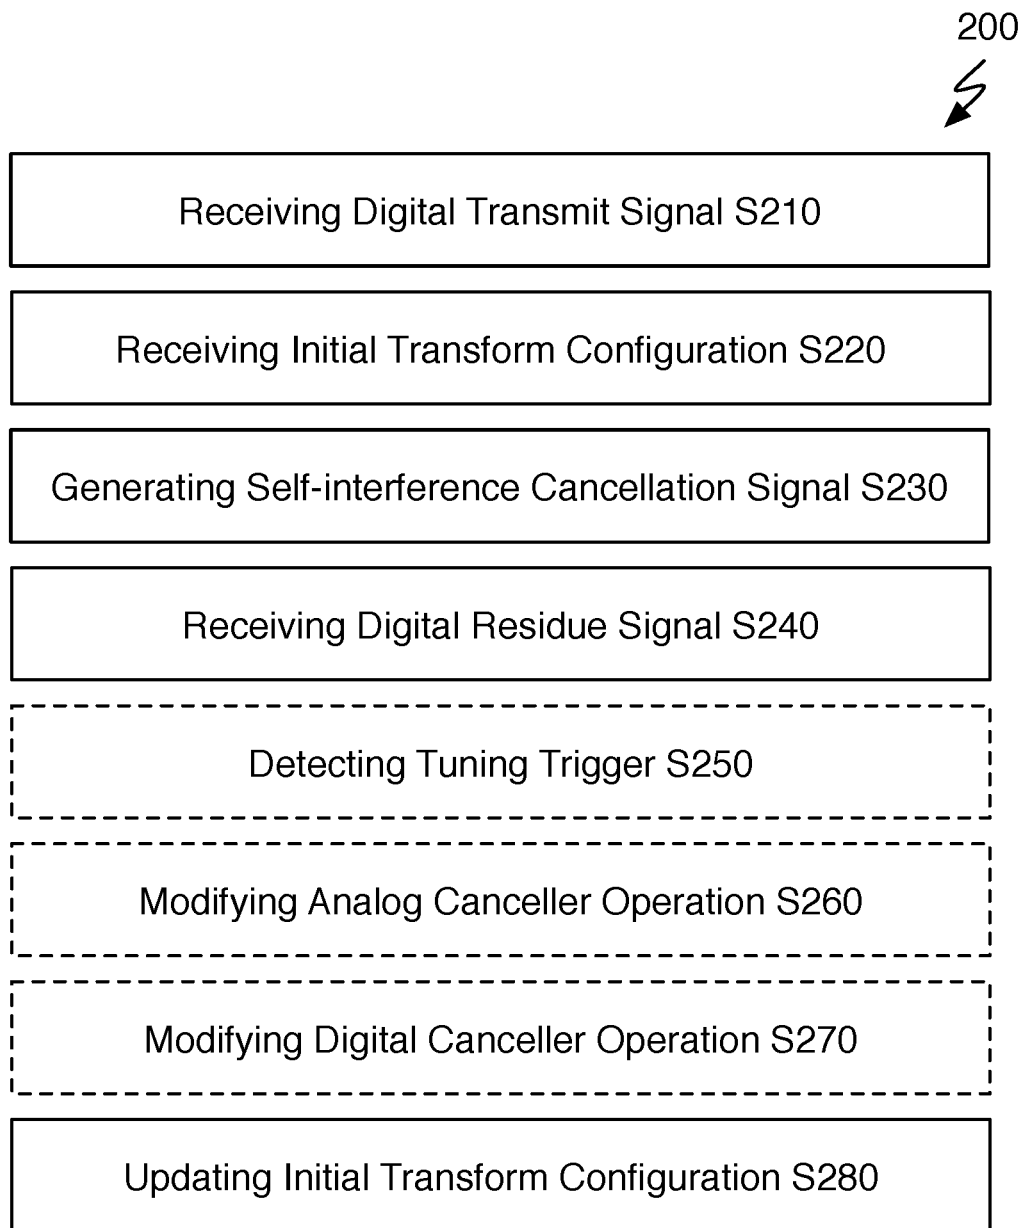 200
Receiving Digital Transmit Signal S210
Receiving Initial Transform Configuration S220
Generating Self-interference Cancellation Signal S230
Receiving Digital Residue Signal S240
Detecting Tuning Trigger S250
Modifying Analog Canceller Operation S260
Modifying Digital Canceller Operation S270
Updating Initial Transform Configuration S280